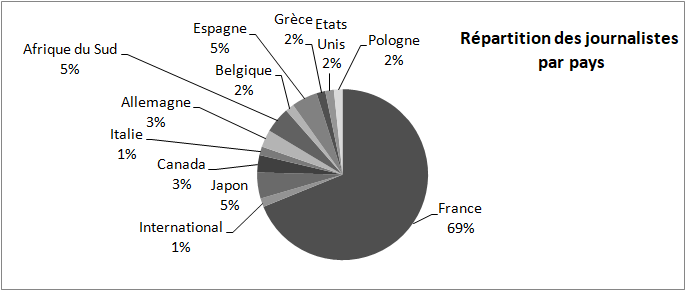 Répartition des journalistes
par pays
France
69%
International
1%
Japon
5%
Canada
3%
Italie
1%
Allemagne
3%
Afrique du Sud
5%
Belgique
2%
Espagne
5%
Grèce
2%
Etats
Unis
2%
Pologne
2%